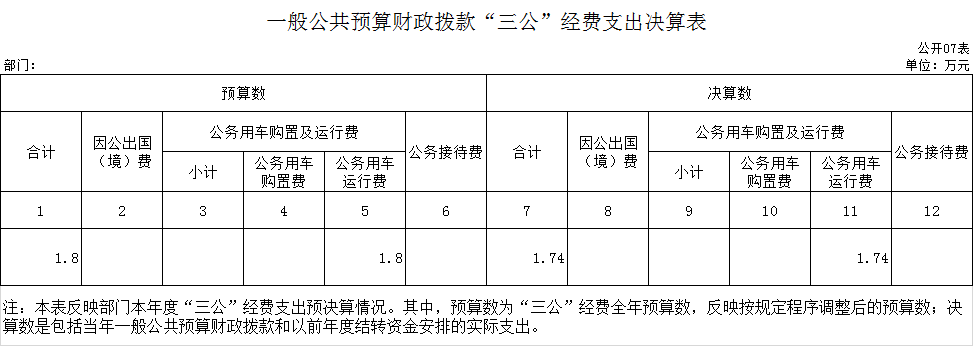 一般公共预算财政拨款“三公”经费支出决算表
公开07表
部门：
单位：万元
预算数
决算数
合计
因公出国
（境）费
公务用车购置及运行费
小计
公务用车
购置费
公务用车
运行费
公务接待费
合计
因公出国
（境）费
公务用车购置及运行费
小计
公务用车
购置费
公务用车
运行费
公务接待费
1 2 3 4 5 6 7 8 9 10 11 12
1.8 1.8 1.74 1.74
注：本表反映部门本年度“三公”经费支出预决算情况。其中，预算数为“三公”经费全年预算数，反映按规定程序调整后的预算数；决
算数是包括当年一般公共预算财政拨款和以前年度结转资金安排的实际支出。